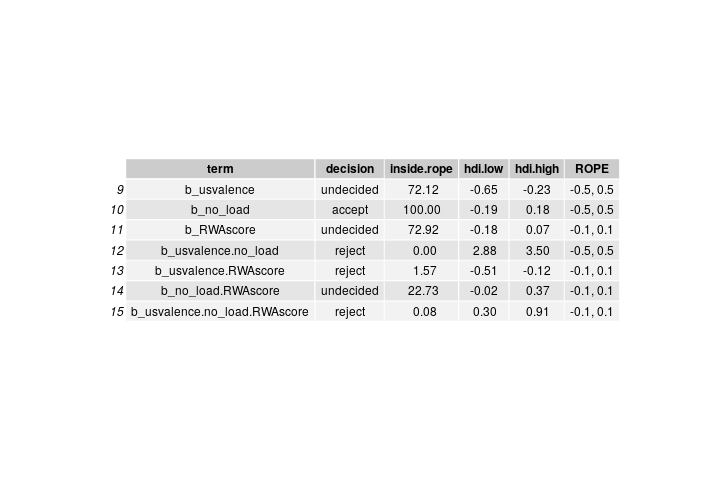 term decision inside.rope hdi.low hdi.high ROPE
9 b_usvalence undecided 72.12 -0.65 -0.23 -0.5, 0.5
10 b_no_load accept 100.00 -0.19 0.18 -0.5, 0.5
11 b_RWAscore undecided 72.92 -0.18 0.07 -0.1, 0.1
12 b_usvalence.no_load reject 0.00 2.88 3.50 -0.5, 0.5
13 b_usvalence.RWAscore reject 1.57 -0.51 -0.12 -0.1, 0.1
14 b_no_load.RWAscore undecided 22.73 -0.02 0.37 -0.1, 0.1
15 b_usvalence.no_load.RWAscore reject 0.08 0.30 0.91 -0.1, 0.1